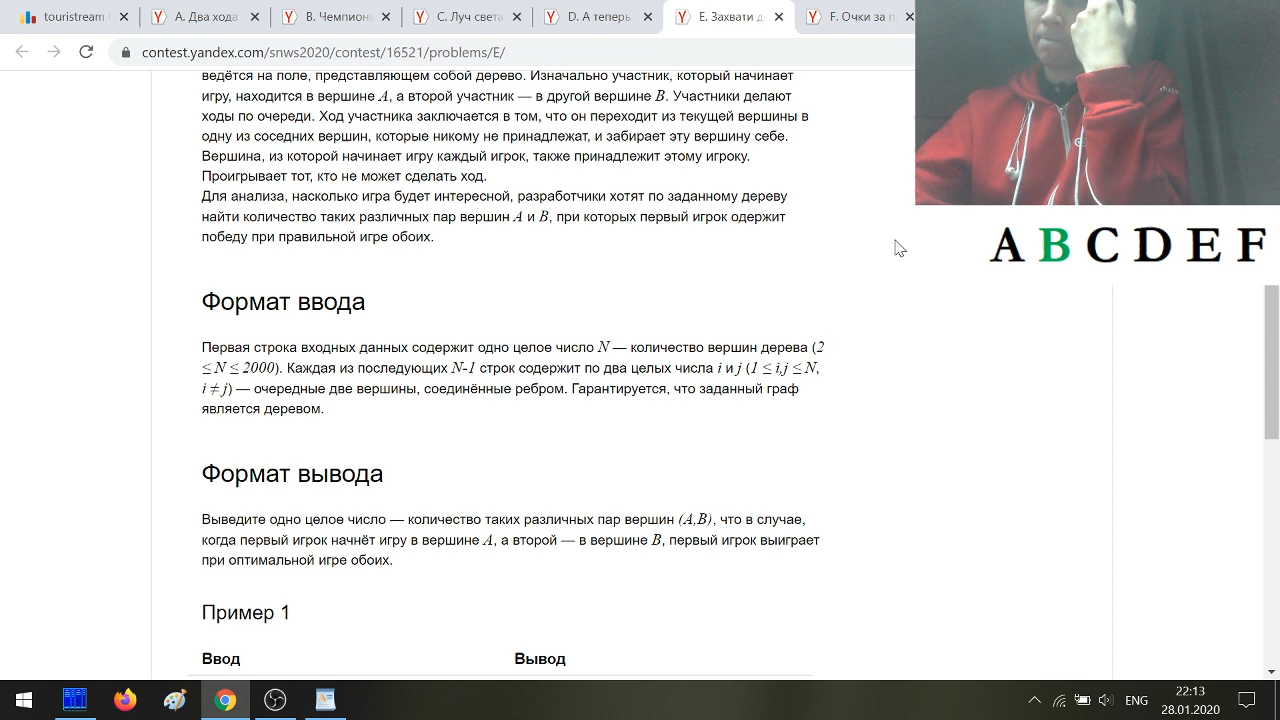 touristream
A. Два хода
B. Чемпион
C. Луч света
D. А теперь
E. Захвати д
F. Очки за п
contest.yandex.com/snws2020/contest/16521/problems/E/
ведётся на поле, представляющем собой дерево. Изначально участник, который начинает
игру, находится в вершине A, а второй участник — в другой вершине B. Участники делают
ходы по очереди. Ход участника заключается в том, что он переходит из текущей вершины в
одну из соседних вершин, которые никому не принадлежат, и забирает эту вершину себе.
Вершина, из которой начинает игру каждый игрок, также принадлежит этому игроку.
Проигрывает тот, кто не может сделать ход.
Для анализа, насколько игра будет интересной, разработчики хотят по заданному дереву
найти количество таких различных пар вершин A и B, при которых первый игрок одержит
победу при правильной игре обоих.
A B C D E F
Формат ввода
Первая строка входных данных содержит одно целое число N — количество вершин дерева (2
≤ N ≤ 2000). Каждая из последующих N-1 строк содержит по два целых числа i и j (1 ≤ i,j ≤ N,
i ≠ j) — очередные две вершины, соединённые ребром. Гарантируется, что заданный граф
является деревом.
Формат вывода
Выведите одно целое число — количество таких различных пар вершин (A,B), что в случае,
когда первый игрок начнёт игру в вершине A, а второй — в вершине B, первый игрок выиграет
при оптимальной игре обоих.
Пример 1
Ввод Вывод
ENG
22:13
28.01.2020